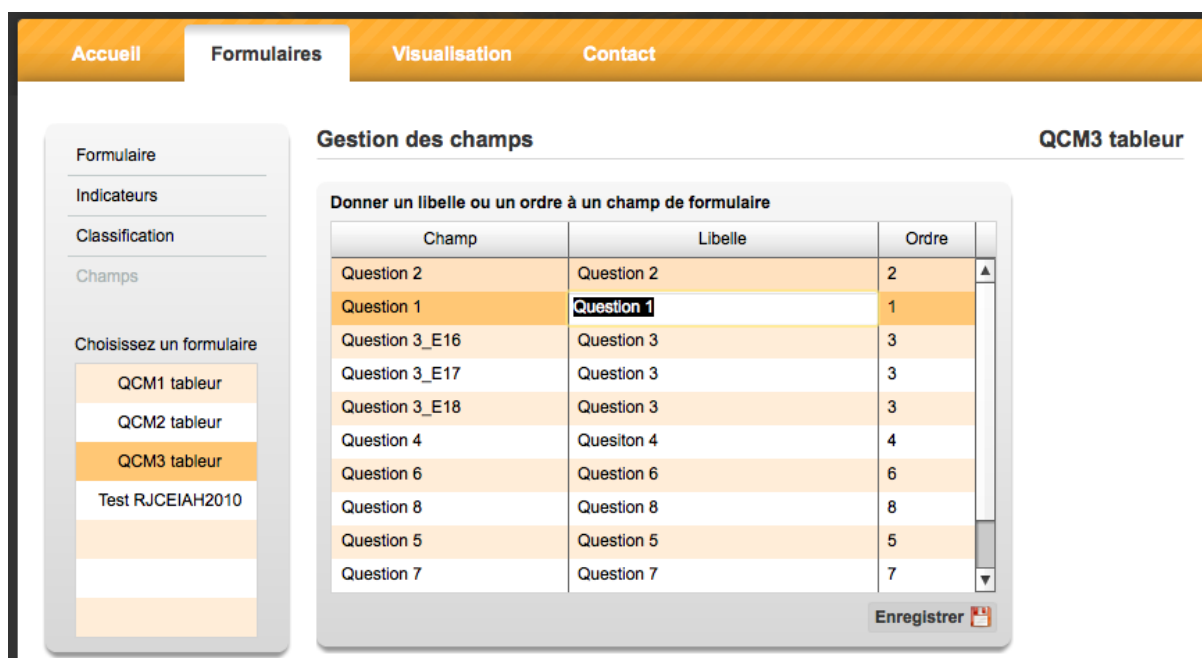 Accueil Formulaires Visualisation Contact
Formulaire
Indicateurs
Classification
Champs
Choisissez un formulaire
QCM1 tableur
QCM2 tableur
QCM3 tableur
Test RJCEIAH2010
Gestion des champs QCM3 tableur
Donner un libelle ou un ordre à un champ de formulaire
Champ Libelle Ordre
Question 2 Question 2 2
Question 1 Question 1 1
Question 3_E16 Question 3 3
Question 3_E17 Question 3 3
Question 3_E18 Question 3 3
Question 4 Quesiton 4 4
Question 6 Question 6 6
Question 8 Question 8 8
Question 5 Question 5 5
Question 7 Question 7 7
Enregistrer